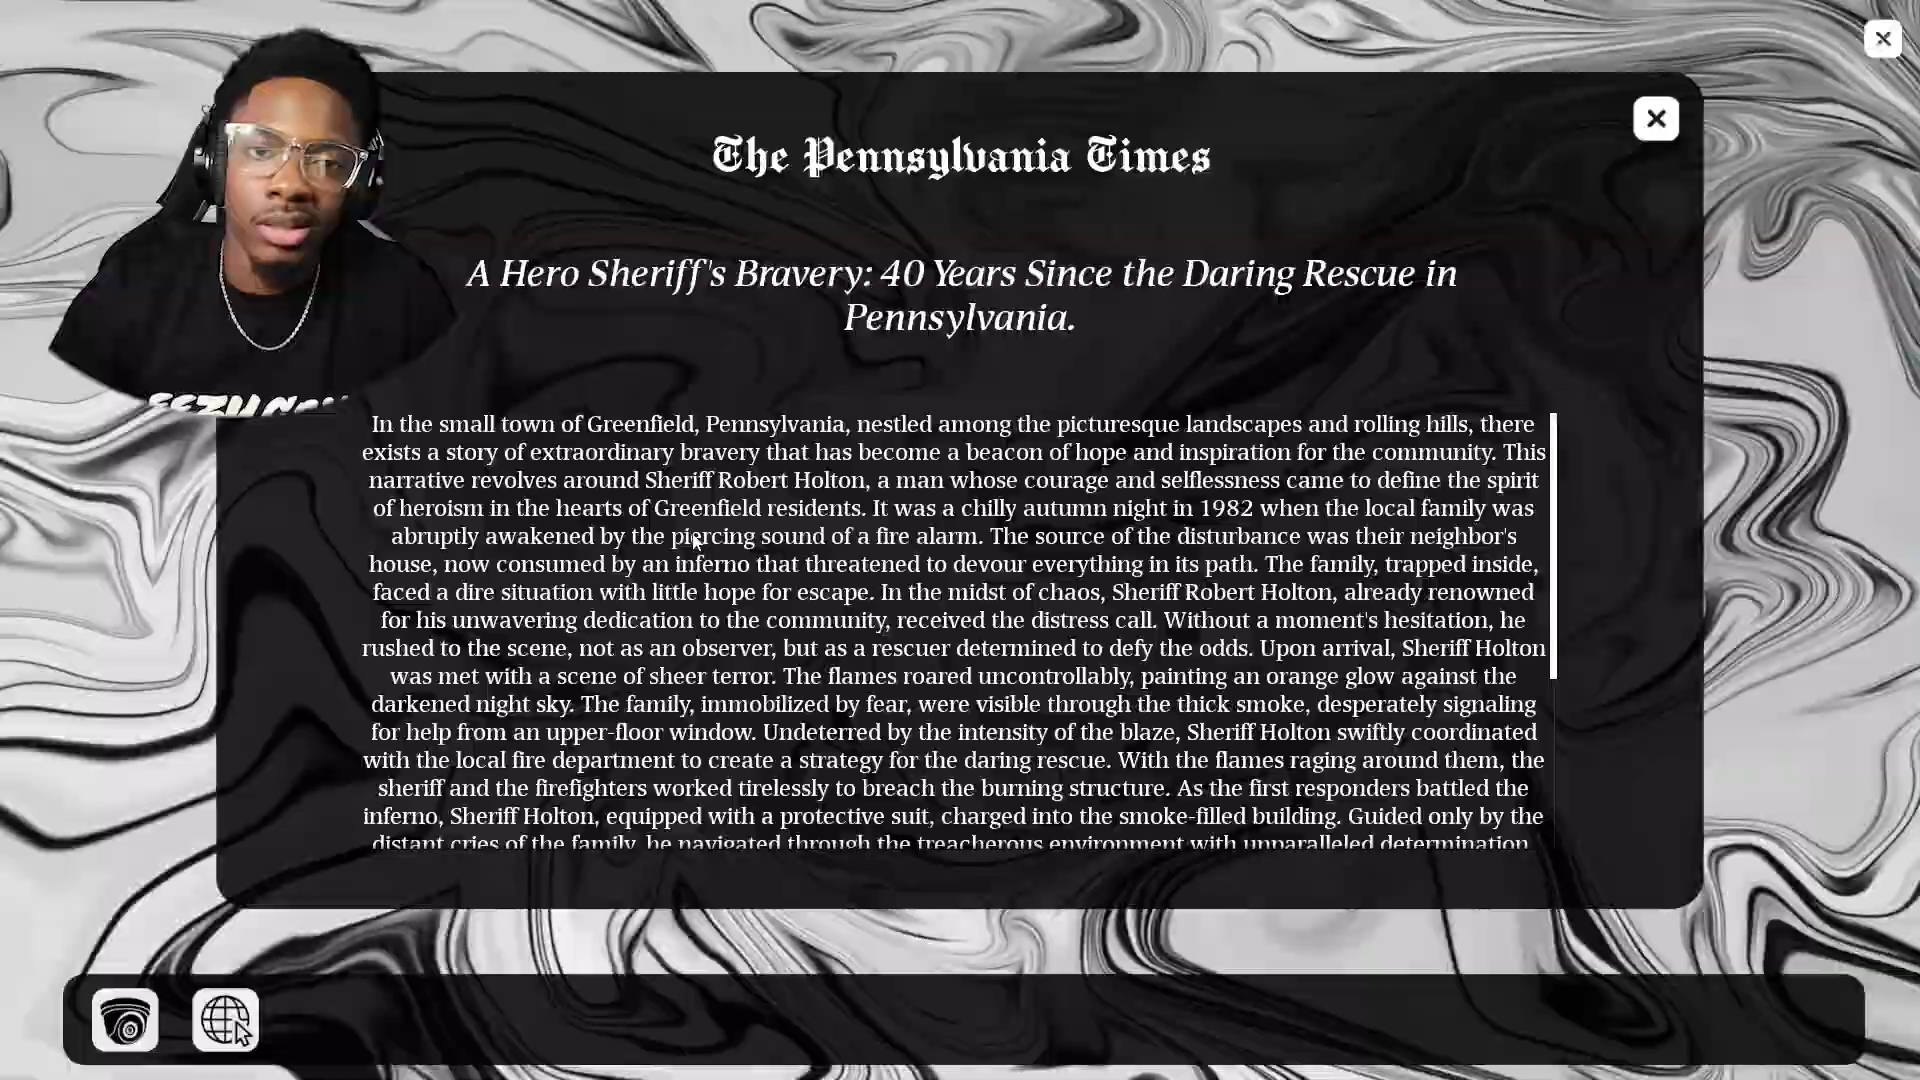 The Pennsylvania Times
A Hero Sheriff's Bravery: 40 Years Since the Daring Rescue in
Pennsylvania.
In the small town of Greenfield, Pennsylvania, nestled among the picturesque landscapes and rolling hills, there
exists a story of extraordinary bravery that has become a beacon of hope and inspiration for the community. This
narrative revolves around Sheriff Robert Holton, a man whose courage and selflessness came to define the spirit
of heroism in the hearts of Greenfield residents. It was a chilly autumn night in 1982 when the local family was
abruptly awakened by the piercing sound of a fire alarm. The source of the disturbance was their neighbor's
house, now consumed by an inferno that threatened to devour everything in its path. The family, trapped inside,
faced a dire situation with little hope for escape. In the midst of chaos, Sheriff Robert Holton, already renowned
for his unwavering dedication to the community, received the distress call. Without a moment's hesitation, he
rushed to the scene, not as an observer, but as a rescuer determined to defy the odds. Upon arrival, Sheriff Holton
was met with a scene of sheer terror. The flames roared uncontrollably, painting an orange glow against the
darkened night sky. The family, immobilized by fear, were visible through the thick smoke, desperately signaling
for help from an upper-floor window. Undeterred by the intensity of the blaze, Sheriff Holton swiftly coordinated
with the local fire department to create a strategy for the daring rescue. With the flames raging around them, the
sheriff and the firefighters worked tirelessly to breach the burning structure. As the first responders battled the
inferno, Sheriff Holton, equipped with a protective suit, charged into the smoke-filled building. Guided only by the
distant cries of the family, he navigated through the treacherous environment with unparalleled determination.